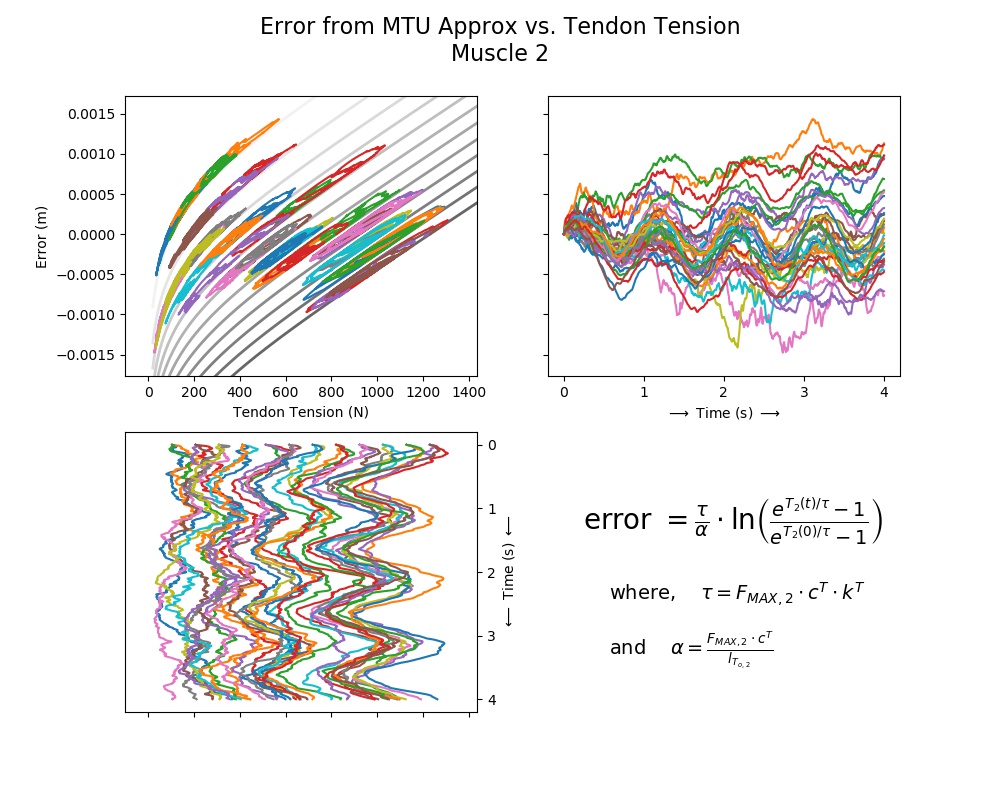 Error from MTU Approx vs. Tendon Tension
Muscle 2
0.0015
0.0010
0.0005
0.0000
−0.0005
−0.0010
−0.0015
Error (m)
0 200 400 600 800 1000 1200 1400
Tendon Tension (N)
0 1 2 3 4
⟶ Time (s) ⟶
0
1
2
3
4
⟵ Time (s) ⟵
error = τ/α · ln((e^{T_2(t)/τ} − 1)/(e^{T_2(0)/τ} − 1))
where, τ = F_{MAX,2} · c^T · k^T
and α = (F_{MAX,2} · c^T)/(l_{T_{o,2}})